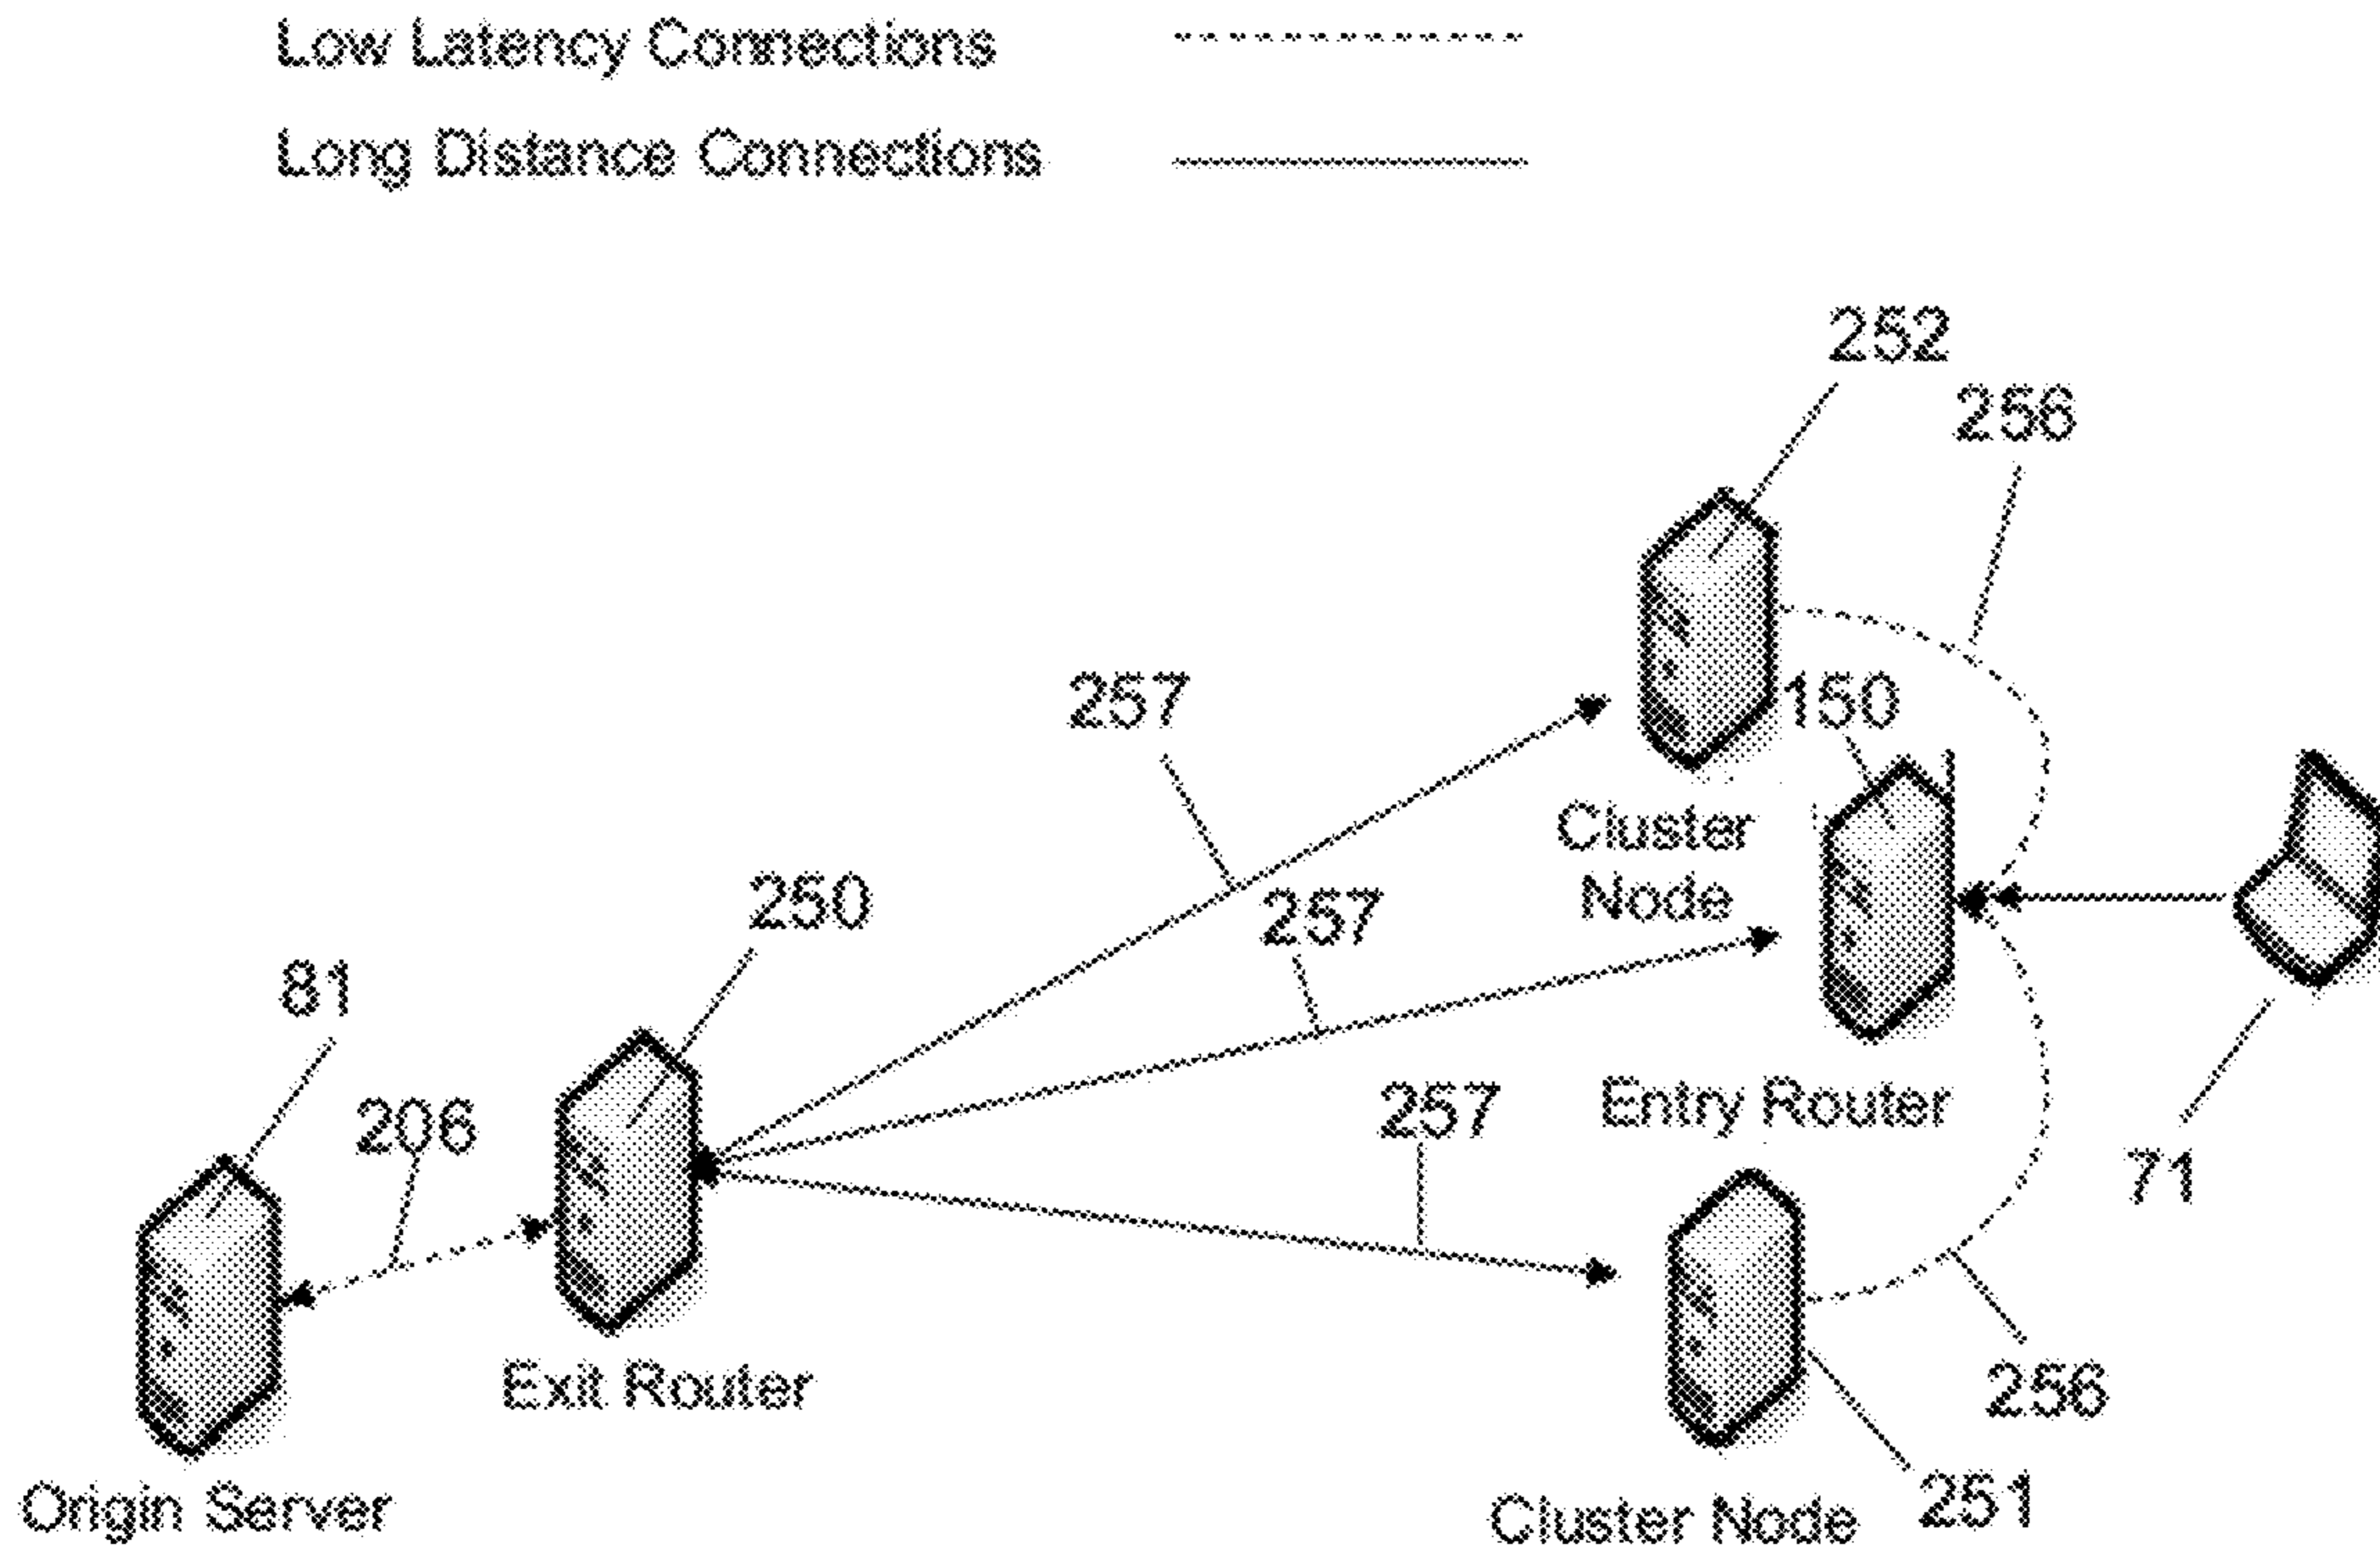 Low Latency Connections
Long Distance Connections
252
256
257
150
Cluster
Node
257
250
81
257
Entry Router
206
71
Exit Router
256
251
Origin Server
Cluster Node